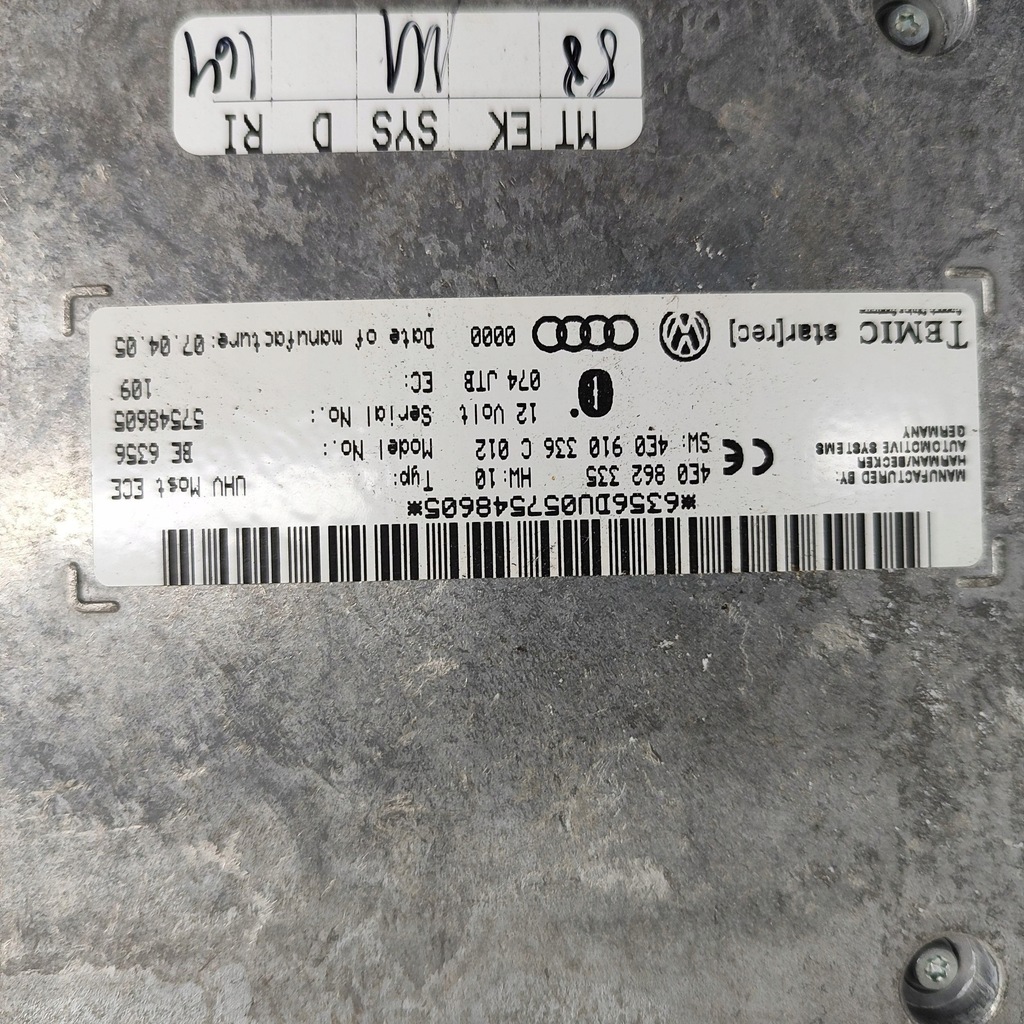 *6356DU057548605*
MANUFACTURED BY:
HARMAN/BECKER
AUTOMOTIVE SYSTEMS
GERMANY
4E0 862 335 HW:10 Typ: UHV Most ECE
CE SW: 4E0 910 336 C 012 Model No.: BE 6356
12 Volt Serial No.: 57548605
1 074 JTB EC: 109
TEMIC star[rec] 0000 Date of manufacture: 07.04.05
MT EK SYS D RI
88